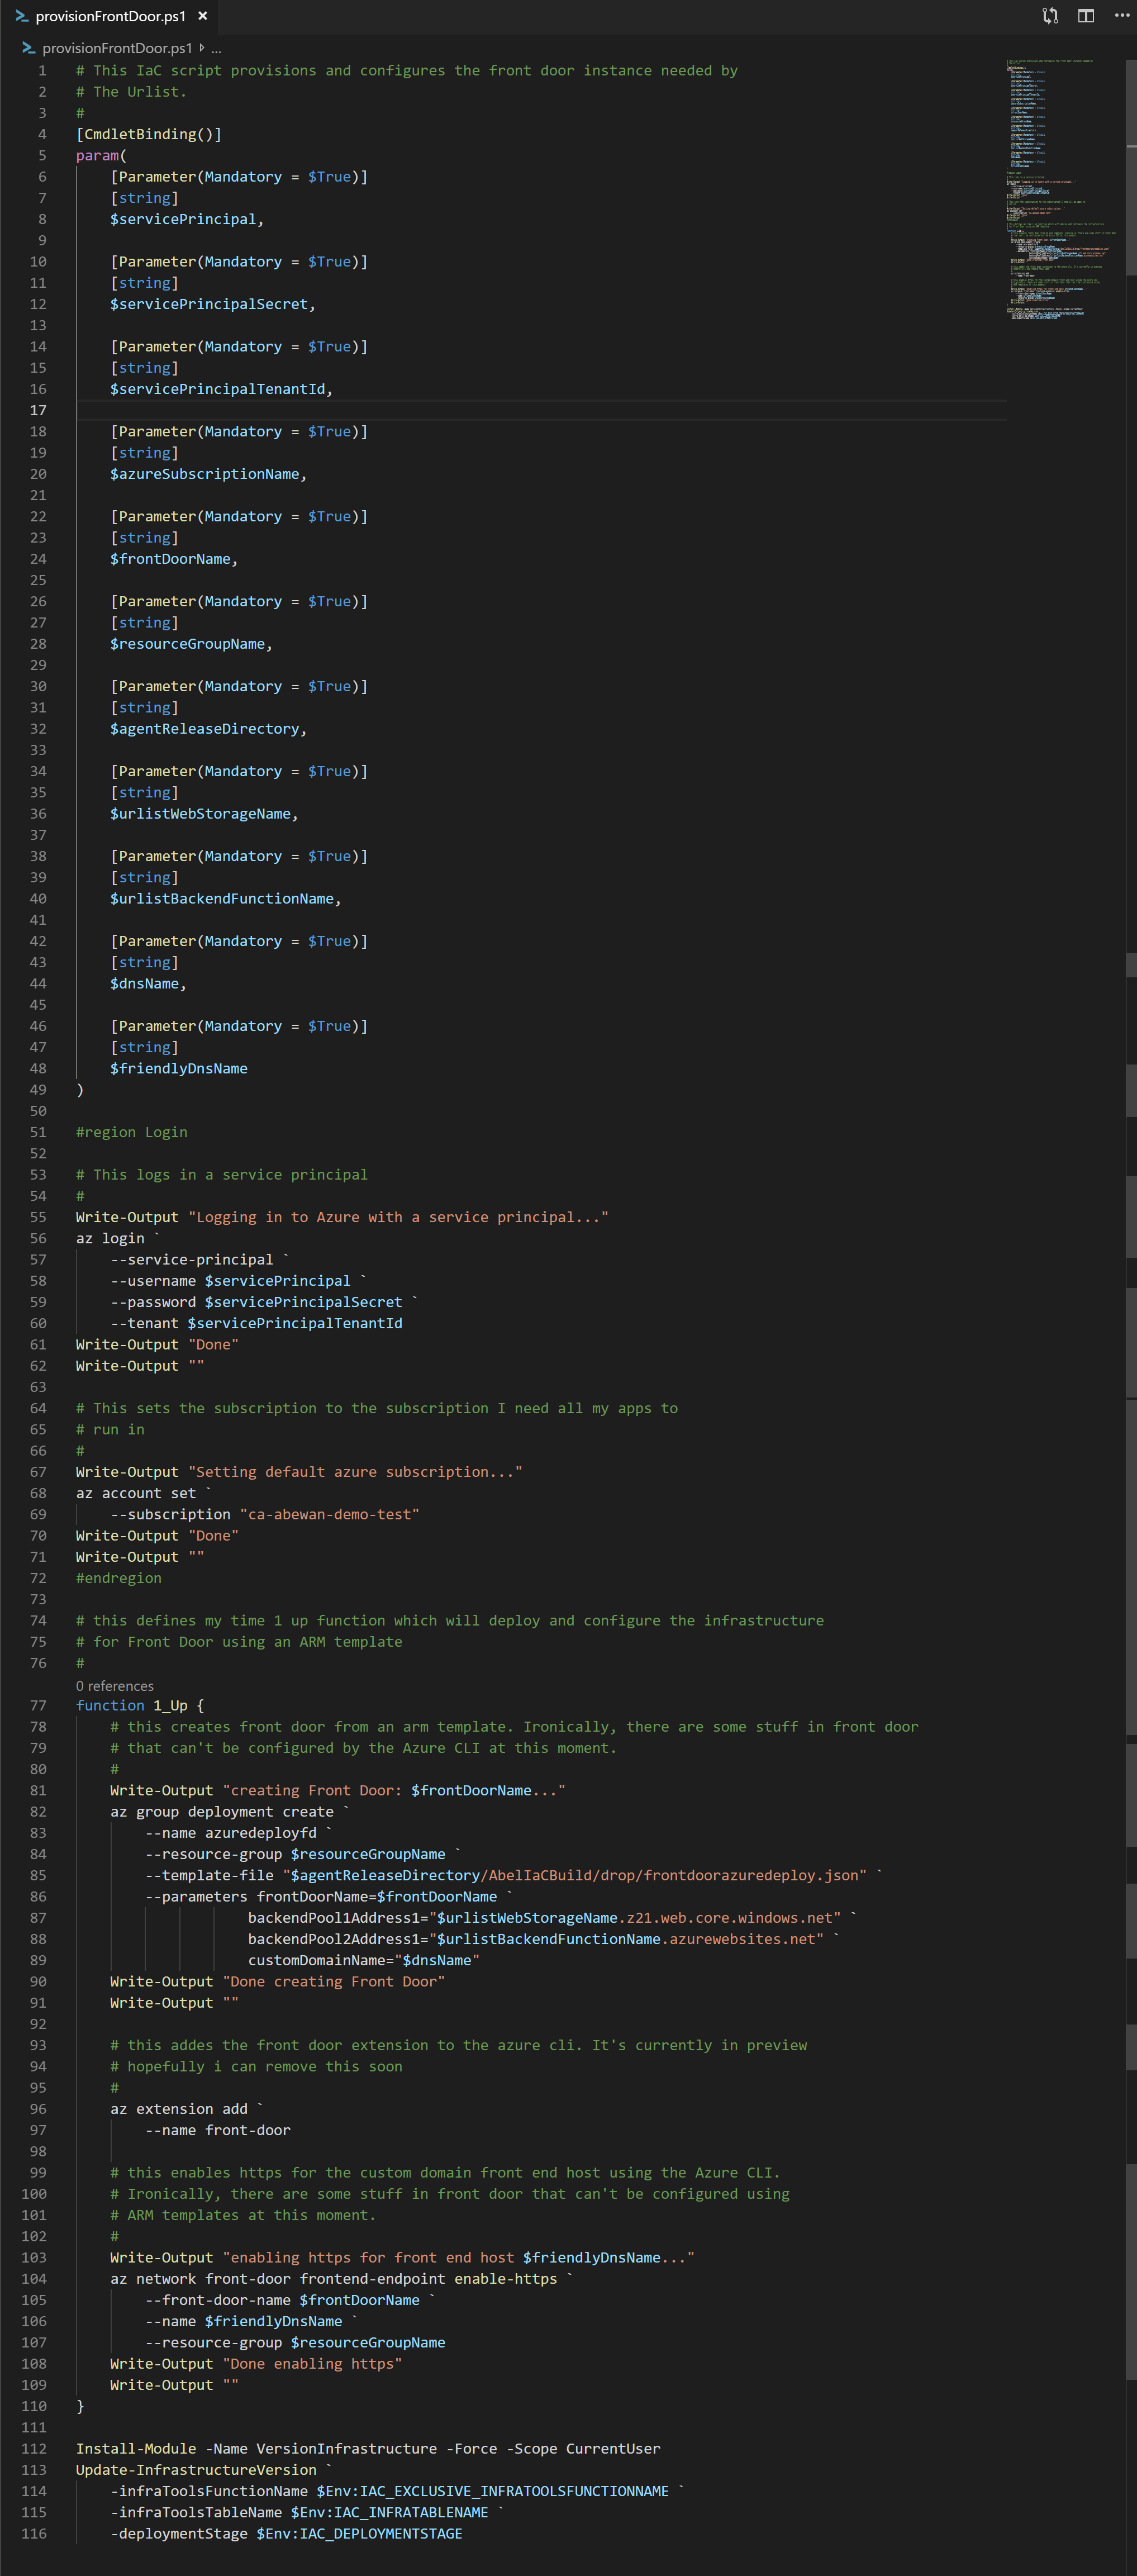 provisionFrontDoor.ps1
provisionFrontDoor.ps1 ...
1 # This IaC script provisions and configures the front door instance needed by
2 # The Urlist.
3 #
4 [CmdletBinding()]
5 param(
6 [Parameter(Mandatory = $True)]
7 [string]
8 $servicePrincipal,
9
10 [Parameter(Mandatory = $True)]
11 [string]
12 $servicePrincipalSecret,
13
14 [Parameter(Mandatory = $True)]
15 [string]
16 $servicePrincipalTenantId,
17
18 [Parameter(Mandatory = $True)]
19 [string]
20 $azureSubscriptionName,
21
22 [Parameter(Mandatory = $True)]
23 [string]
24 $frontDoorName,
25
26 [Parameter(Mandatory = $True)]
27 [string]
28 $resourceGroupName,
29
30 [Parameter(Mandatory = $True)]
31 [string]
32 $agentReleaseDirectory,
33
34 [Parameter(Mandatory = $True)]
35 [string]
36 $urlistWebStorageName,
37
38 [Parameter(Mandatory = $True)]
39 [string]
40 $urlistBackendFunctionName,
41
42 [Parameter(Mandatory = $True)]
43 [string]
44 $dnsName,
45
46 [Parameter(Mandatory = $True)]
47 [string]
48 $friendlyDnsName
49 )
50
51 #region Login
52
53 # This logs in a service principal
54 #
55 Write-Output "Logging in to Azure with a service principal..."
56 az login `
57 --service-principal `
58 --username $servicePrincipal `
59 --password $servicePrincipalSecret `
60 --tenant $servicePrincipalTenantId
61 Write-Output "Done"
62 Write-Output ""
63
64 # This sets the subscription to the subscription I need all my apps to
65 # run in
66 #
67 Write-Output "Setting default azure subscription..."
68 az account set `
69 --subscription "ca-abewan-demo-test"
70 Write-Output "Done"
71 Write-Output ""
72 #endregion
73
74 # this defines my time 1 up function which will deploy and configure the infrastructure
75 # for Front Door using an ARM template
76 #
0 references
77 function 1_Up {
78 # this creates front door from an arm template. Ironically, there are some stuff in front door
79 # that can't be configured by the Azure CLI at this moment.
80 #
81 Write-Output "creating Front Door: $frontDoorName..."
82 az group deployment create `
83 --name azuredeployfd `
84 --resource-group $resourceGroupName `
85 --template-file "$agentReleaseDirectory/AbelIaCBuild/drop/frontdoorazuredeploy.json" `
86 --parameters frontDoorName=$frontDoorName `
87 backendPool1Address1="$urlistWebStorageName.z21.web.core.windows.net" `
88 backendPool2Address1="$urlistBackendFunctionName.azurewebsites.net" `
89 customDomainName="$dnsName"
90 Write-Output "Done creating Front Door"
91 Write-Output ""
92
93 # this addes the front door extension to the azure cli. It's currently in preview
94 # hopefully i can remove this soon
95 #
96 az extension add `
97 --name front-door
98
99 # this enables https for the custom domain front end host using the Azure CLI.
100 # Ironically, there are some stuff in front door that can't be configured using
101 # ARM templates at this moment.
102 #
103 Write-Output "enabling https for front end host $friendlyDnsName..."
104 az network front-door frontend-endpoint enable-https `
105 --front-door-name $frontDoorName `
106 --name $friendlyDnsName `
107 --resource-group $resourceGroupName
108 Write-Output "Done enabling https"
109 Write-Output ""
110 }
111
112 Install-Module -Name VersionInfrastructure -Force -Scope CurrentUser
113 Update-InfrastructureVersion `
114 -infraToolsFunctionName $Env:IAC_EXCLUSIVE_INFRATOOLSFUNCTIONNAME `
115 -infraToolsTableName $Env:IAC_INFRATABLENAME `
116 -deploymentStage $Env:IAC_DEPLOYMENTSTAGE